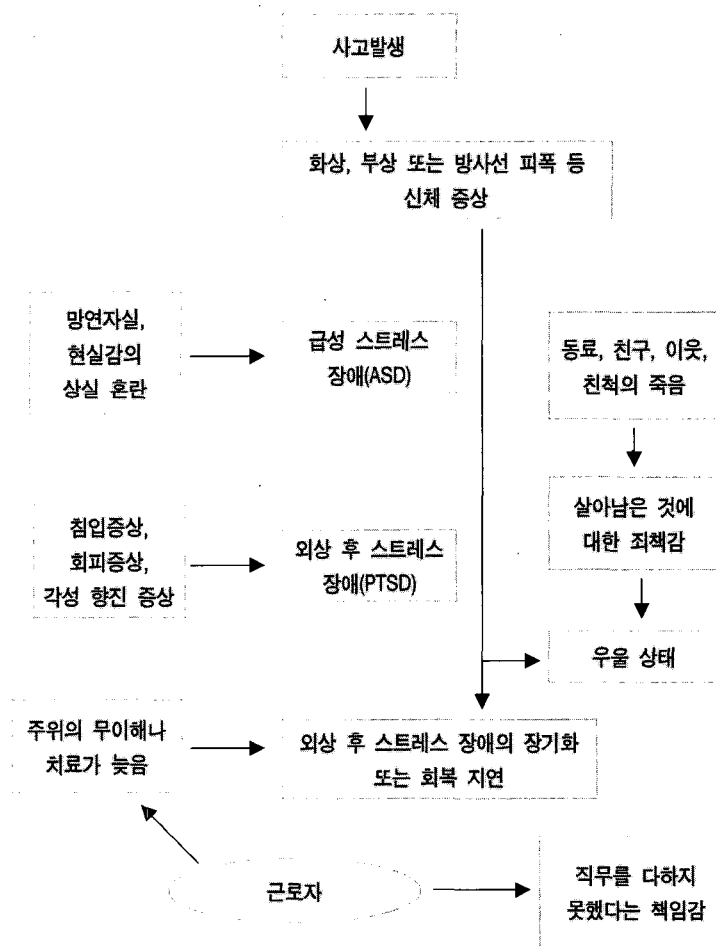 사고발생
화상, 부상 또는 방사선 피폭 등
신체 증상
망연자실,
현실감의
상실 혼란
급성 스트레스
장애(ASD)
동료, 친구, 이웃,
친척의 죽음
침입증상,
회피증상,
각성 향진 증상
외상 후 스트레스
장애(PTSD)
살아남은 것에
대한 죄책감
우울 상태
주위의 무이해나
치료가 늦음
외상 후 스트레스 장애의 장기화
또는 회복 지연
근로자
직무를 다하지
못했다는 책임감